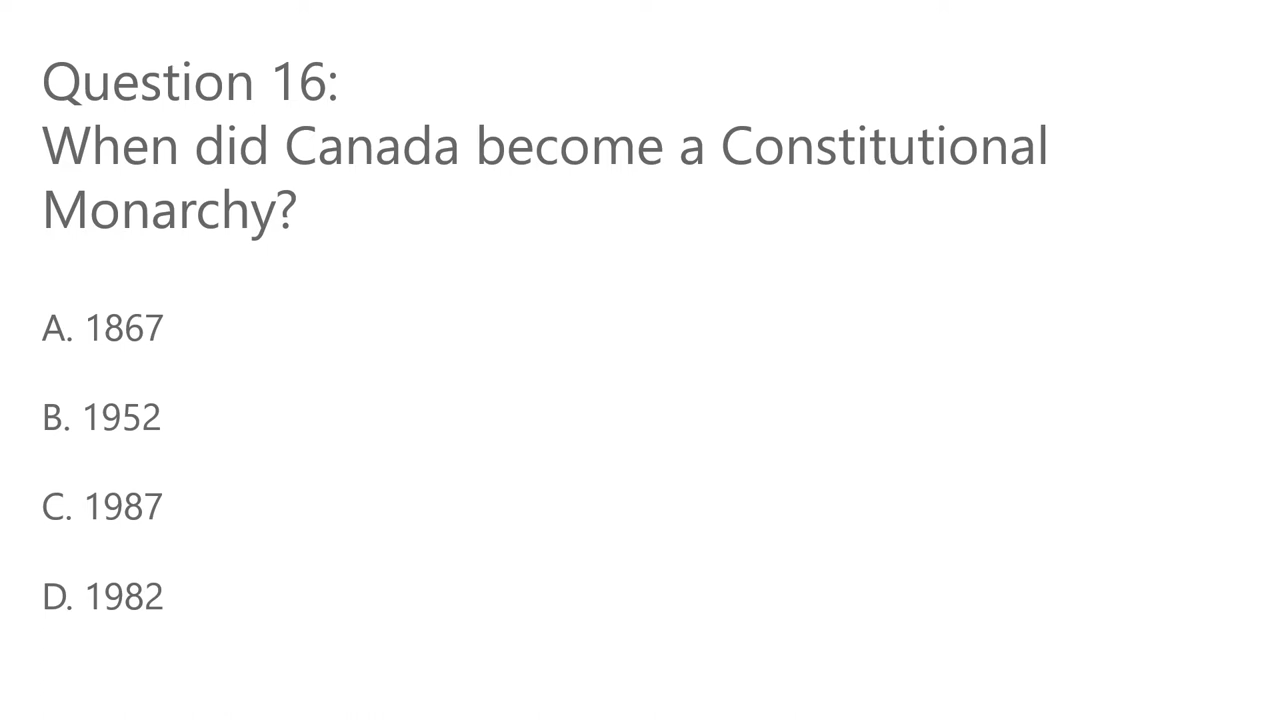 Question 16:
When did Canada become a Constitutional
Monarchy?
A. 1867
B. 1952
C. 1987
D. 1982